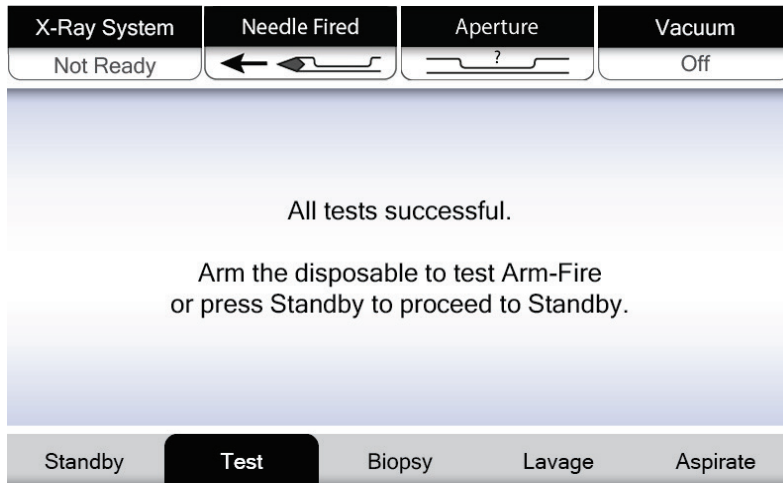 X-Ray System
Needle Fired
Aperture
Vacuum
Not Ready
?
Off
All tests successful.
Arm the disposable to test Arm-Fire
or press Standby to proceed to Standby.
Standby
Test
Biopsy
Lavage
Aspirate